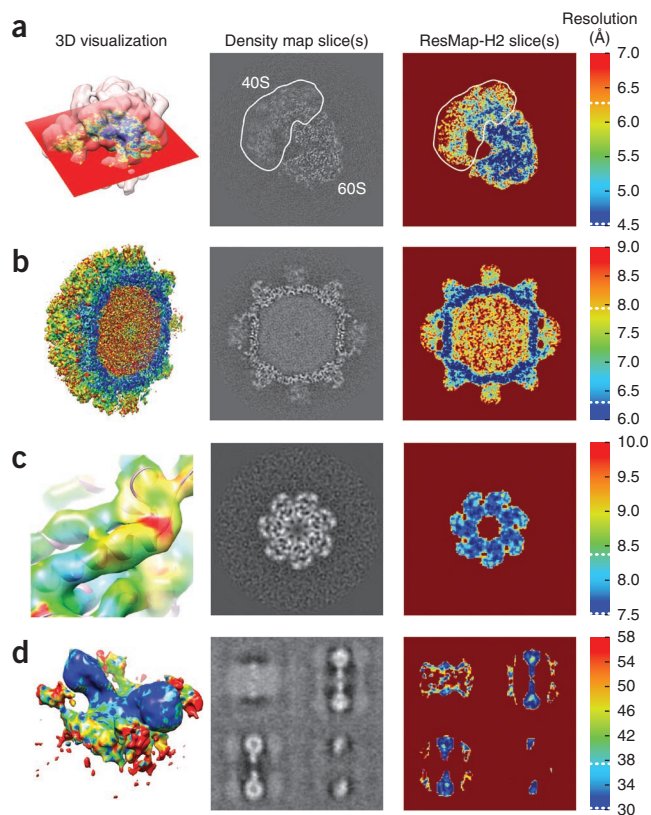 a
3D visualization
Density map slice(s)
ResMap-H2 slice(s)
Resolution
(Å)
40S
60S
7.0
6.5
6.0
5.5
5.0
4.5
b
9.0
8.5
8.0
7.5
7.0
6.5
6.0
c
10.0
9.5
9.0
8.5
8.0
7.5
d
58
54
50
46
42
38
34
30